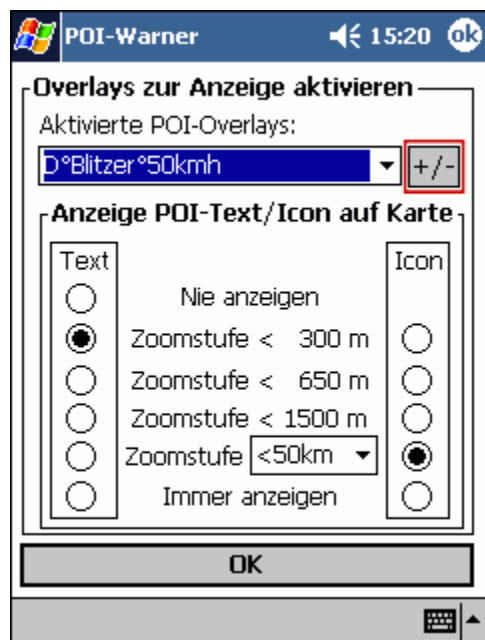 POI-Warner 15:20 ok
Overlays zur Anzeige aktivieren
Aktivierte POI-Overlays:
D°Blitzer°50kmh +/-
Anzeige POI-Text/Icon auf Karte
Text Icon
Nie anzeigen
Zoomstufe < 300 m
Zoomstufe < 650 m
Zoomstufe < 1500 m
Zoomstufe <50km
Immer anzeigen
OK